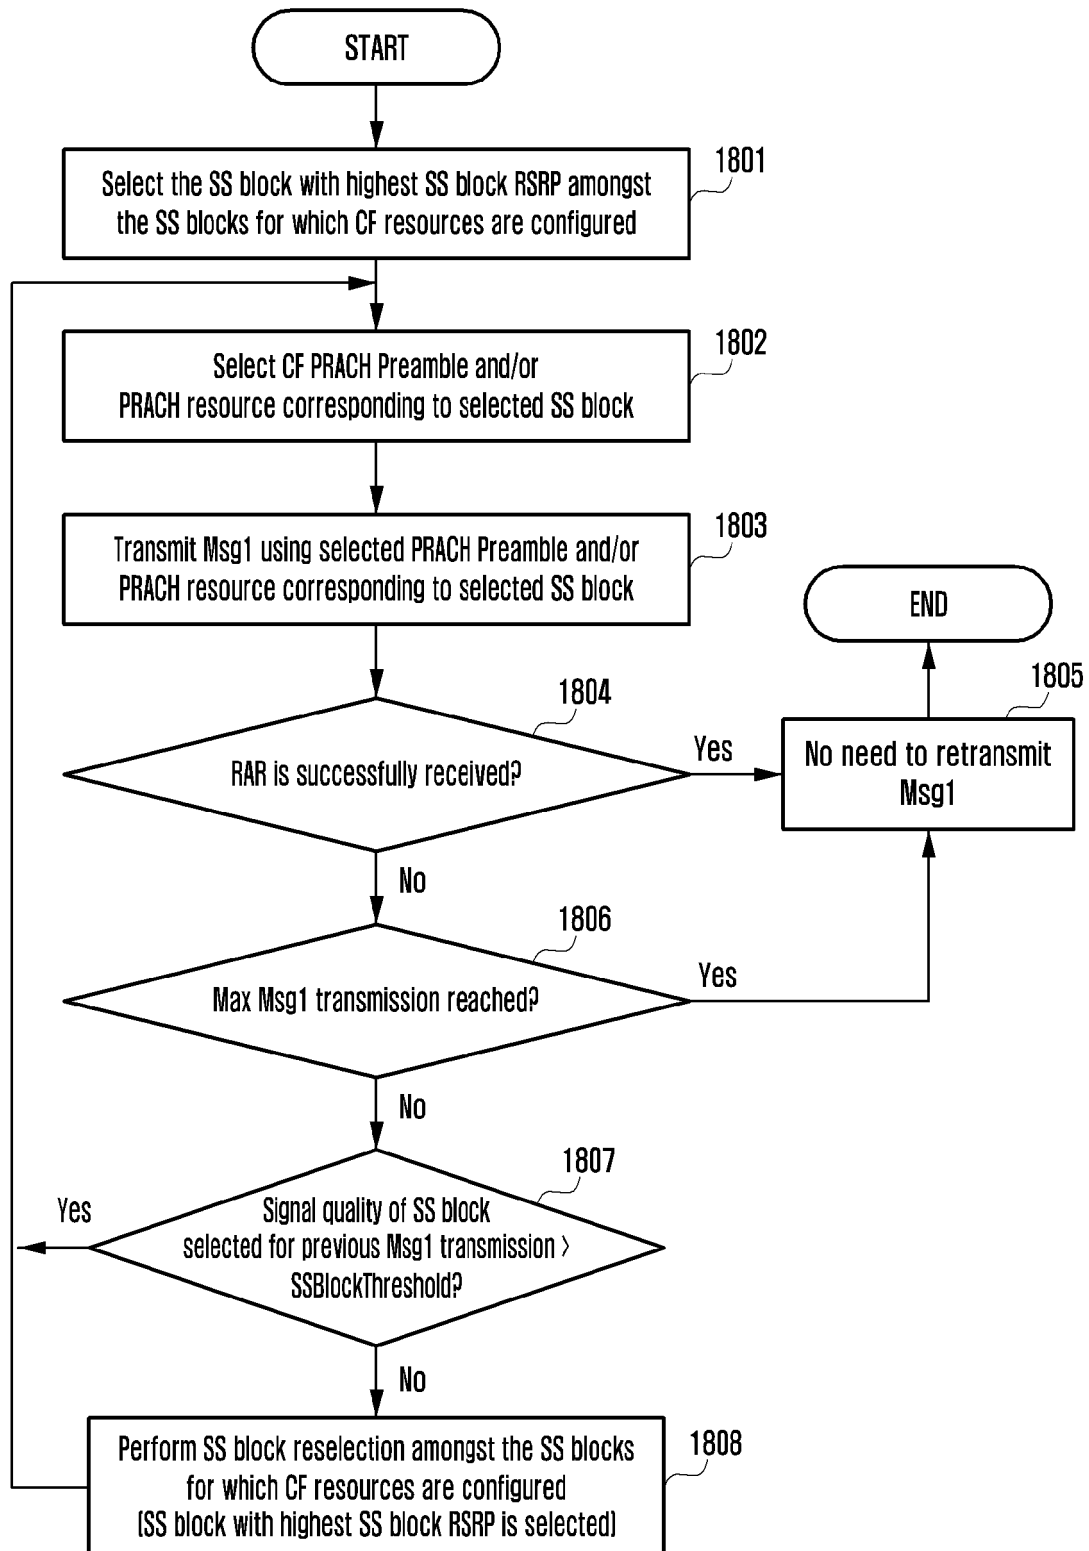 START
1801
Select the SS block with highest SS block RSRP amongst
the SS blocks for which CF resources are configured
1802
Select CF PRACH Preamble and/or
PRACH resource corresponding to selected SS block
1803
Transmit Msg1 using selected PRACH Preamble and/or
PRACH resource corresponding to selected SS block
END
1804
RAR is successfully received?
Yes
1805
No need to retransmit
Msg1
No
1806
Max Msg1 transmission reached?
Yes
No
1807
Signal quality of SS block
selected for previous Msg1 transmission >
SSBlockThreshold?
Yes
No
1808
Perform SS block reselection amongst the SS blocks
for which CF resources are configured
(SS block with highest SS block RSRP is selected)